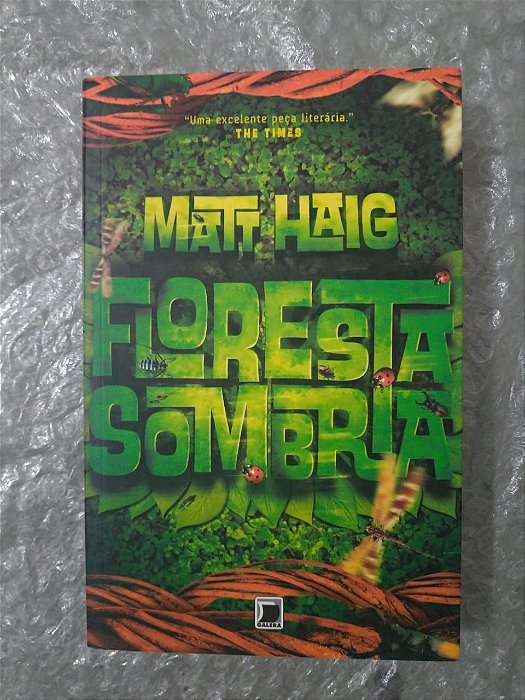 "Uma excelente peça literária."
THE TIMES
MATT HAIG
FLORESTA
SOMBRIA
GALERA